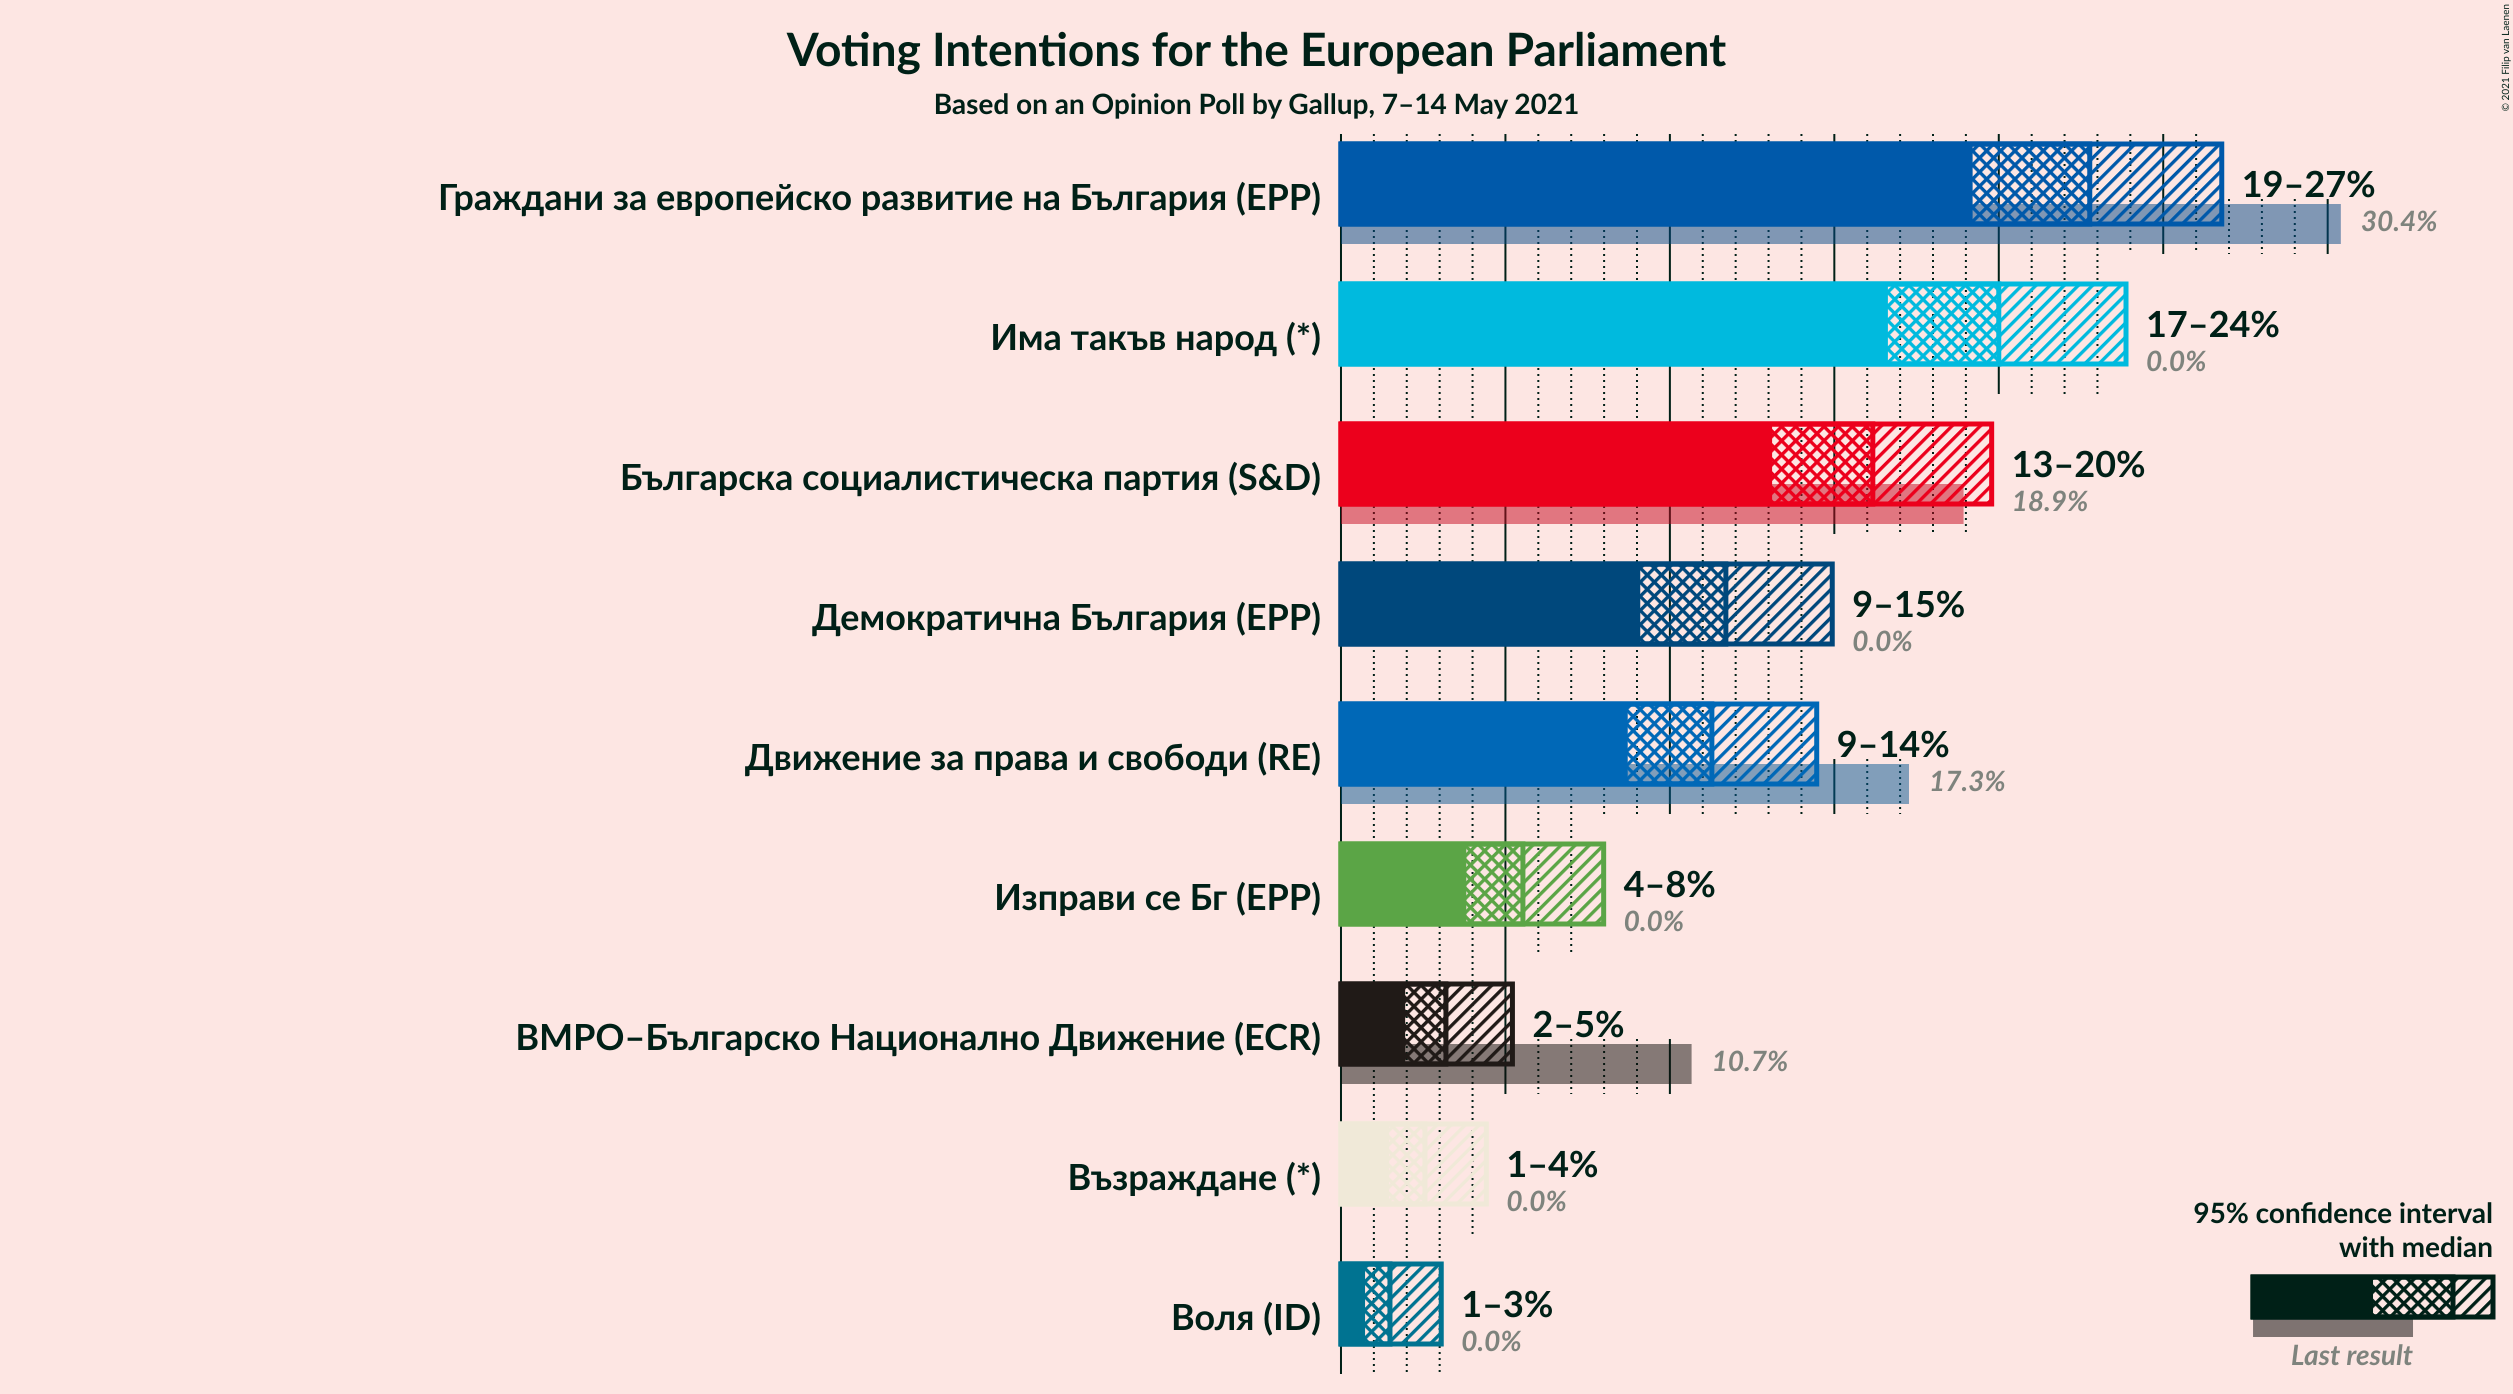 © 2021 Filip van Laenen
Voting Intentions for the European Parliament
Based on an Opinion Poll by Gallup, 7–14 May 2021
Граждани за европейско развитие на България (EPP)
19–27%
30.4%
Има такъв народ (*)
17–24%
0.0%
Българска социалистическа партия (S&D)
13–20%
18.9%
Демократична България (EPP)
9–15%
0.0%
Движение за права и свободи (RE)
9–14%
17.3%
Изправи се Бг (EPP)
4–8%
0.0%
ВМРО–Българско Национално Движение (ECR)
2–5%
10.7%
Възраждане (*)
1–4%
0.0%
Воля (ID)
1–3%
0.0%
95% confidence interval
with median
Last result